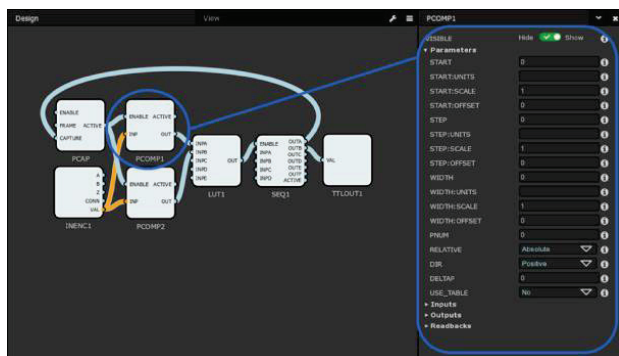 Design
View
PCOMP1
VISIBLE Hide Show
Parameters
START 0
START:UNITS
START:SCALE 1
START:OFFSET 0
STEP 0
STEP:UNITS
STEP:SCALE 1
STEP:OFFSET 0
WIDTH 0
WIDTH:UNITS
WIDTH:SCALE 1
WIDTH:OFFSET 0
PNUM 0
RELATIVE Absolute
DIR Positive
DELTAP 0
USE_TABLE No
Inputs
Outputs
Readbacks
ENABLE
FRAME ACTIVE
CAPTURE
PCAP
ENABLE ACTIVE
INP OUT
PCOMP1
A
B
Z
CONN
VAL
INENC1
ENABLE ACTIVE
INP OUT
PCOMP2
INPA
INPB
INPC OUT
INPD
INPE
LUT1
ENABLE OUTA
INPA OUTB
INPB OUTC
INPC OUTD
INPD OUTE
OUTF
ACTIVE
SEQ1
VAL
TTLOUT1